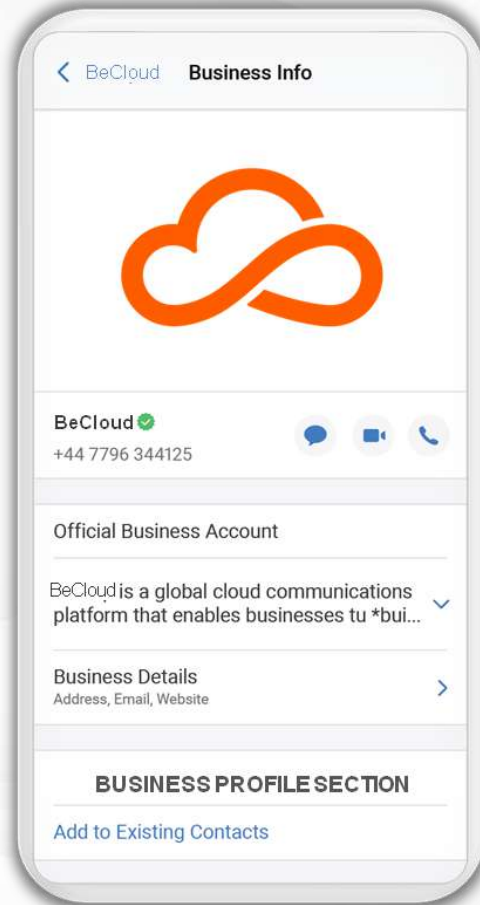 BeCloud Business Info
BeCloud
+44 7796 344125
Official Business Account
BeCloud is a global cloud communications
platform that enables businesses tu *bui...
Business Details
Address, Email, Website
BUSINESS PROFILE SECTION
Add to Existing Contacts